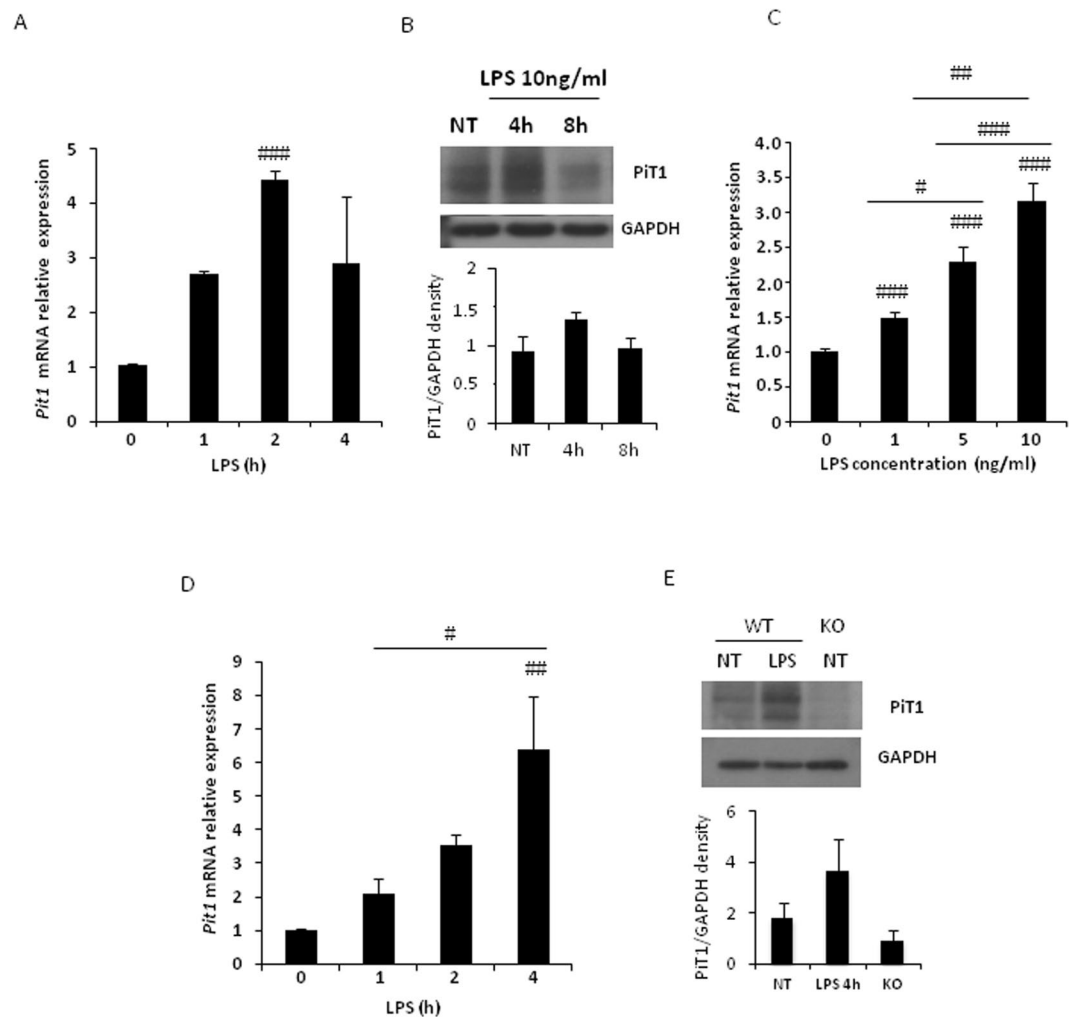 A
5
4
3
2
1
0
Pit1 mRNA relative expression
###
0 1 2 4
LPS (h)
B
LPS 10ng/ml
NT 4h 8h
PiT1
GAPDH
2
1.5
1
0.5
0
PiT1/GAPDH density
NT 4h 8h
C
##
###
#
###
###
###
4.0
3.5
3.0
2.5
2.0
1.5
1.0
0.5
0.0
Pit1 mRNA relative expression
0 1 5 10
LPS concentration (ng/ml)
D
#
##
9
8
7
6
5
4
3
2
1
0
Pit1 mRNA relative expression
0 1 2 4
LPS (h)
E
WT KO
NT LPS NT
PiT1
GAPDH
6
4
2
0
PiT1/GAPDH density
NT LPS 4h KO